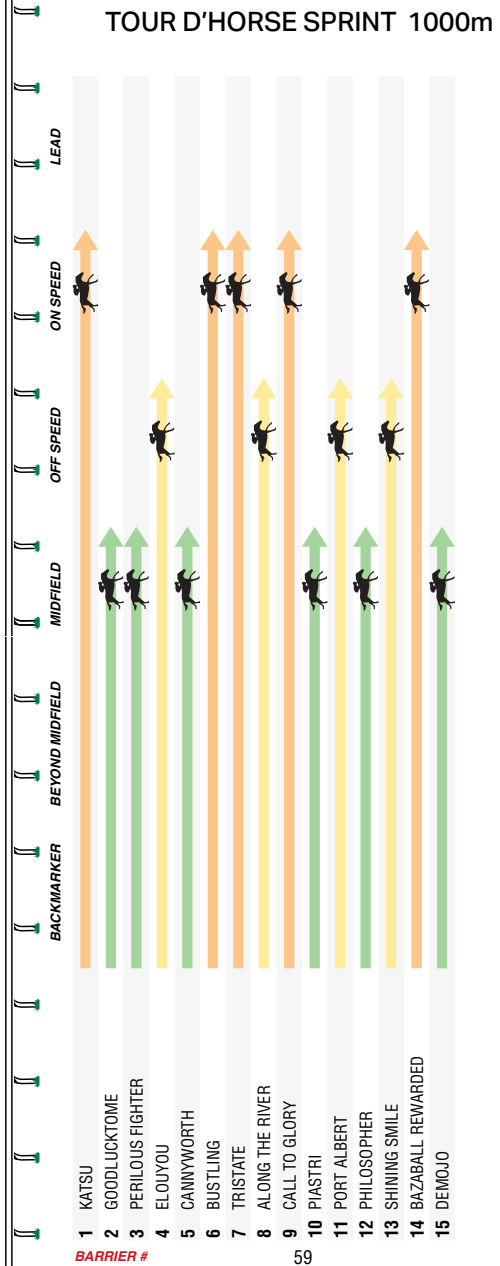 TOUR D'HORSE SPRINT 1000m
LEAD
ON SPEED
OFF SPEED
MIDFIELD
BEYOND MIDFIELD
BACKMARKER
1 KATSU
2 GOODLUCKTOME
3 PERILOUS FIGHTER
4 ELOUYOU
5 CANNYWORTH
6 BUSTLING
7 TRISTATE
8 ALONG THE RIVER
9 CALL TO GLORY
10 PIASTRI
11 PORT ALBERT
12 PHILOSOPHER
13 SHINING SMILE
14 BAZABALL REWARDED
15 DEMOJO
BARRIER #
59